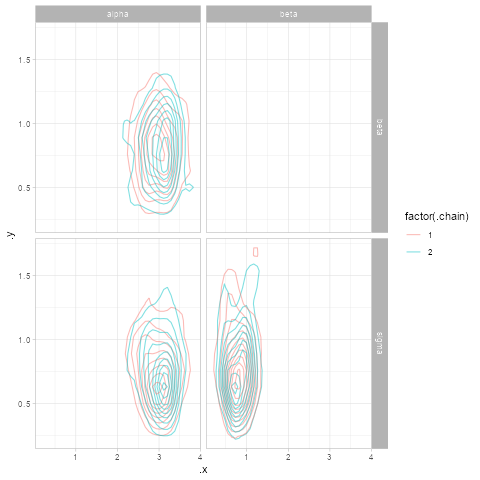 alpha beta
1.5
1.0
0.5
beta
factor(.chain)
1
2
.y
1.5
1.0
0.5
sigma
1 2 3 4 1 2 3 4
.x